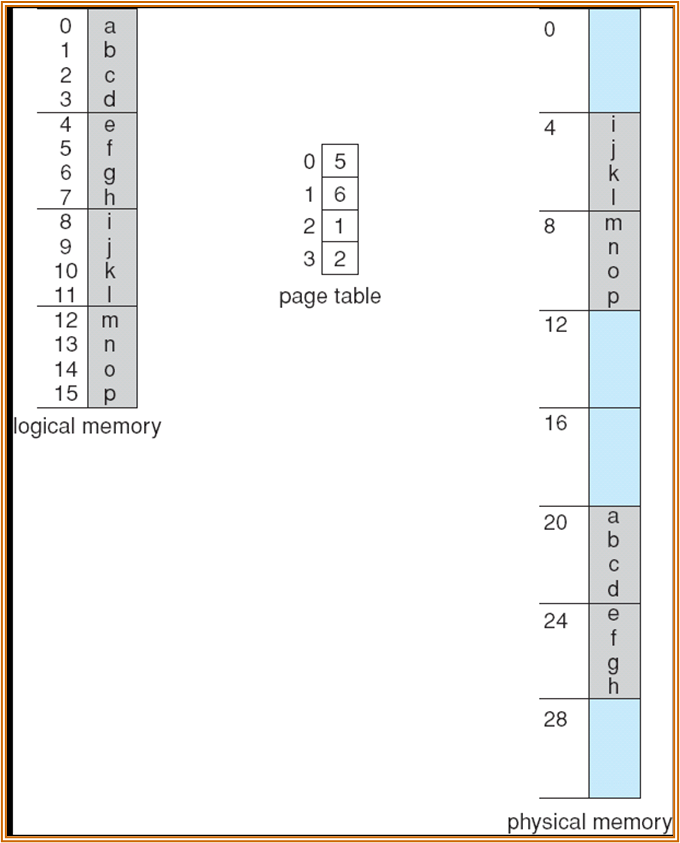 0 a
1 b
2 c
3 d
4 e
5 f
6 g
7 h
8 i
9 j
10 k
11 l
12 m
13 n
14 o
15 p
logical memory
0 5
1 6
2 1
3 2
page table
0
4 i
j
k
l
8 m
n
o
p
12
16
20 a
b
c
d
24 e
f
g
h
28
physical memory